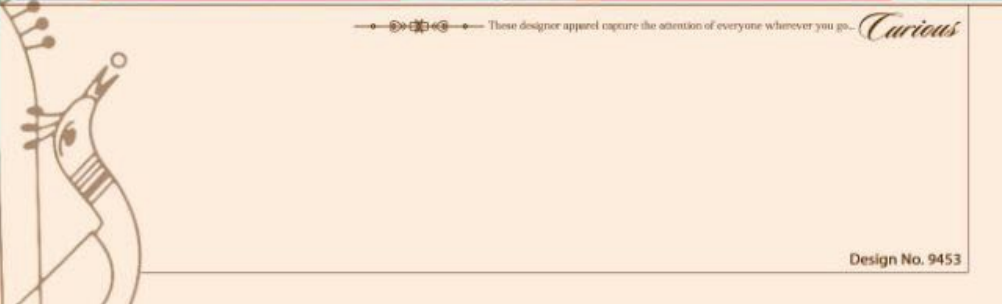 These designer apparel capture the attention of everyone wherever you go... Curious
Design No. 9453